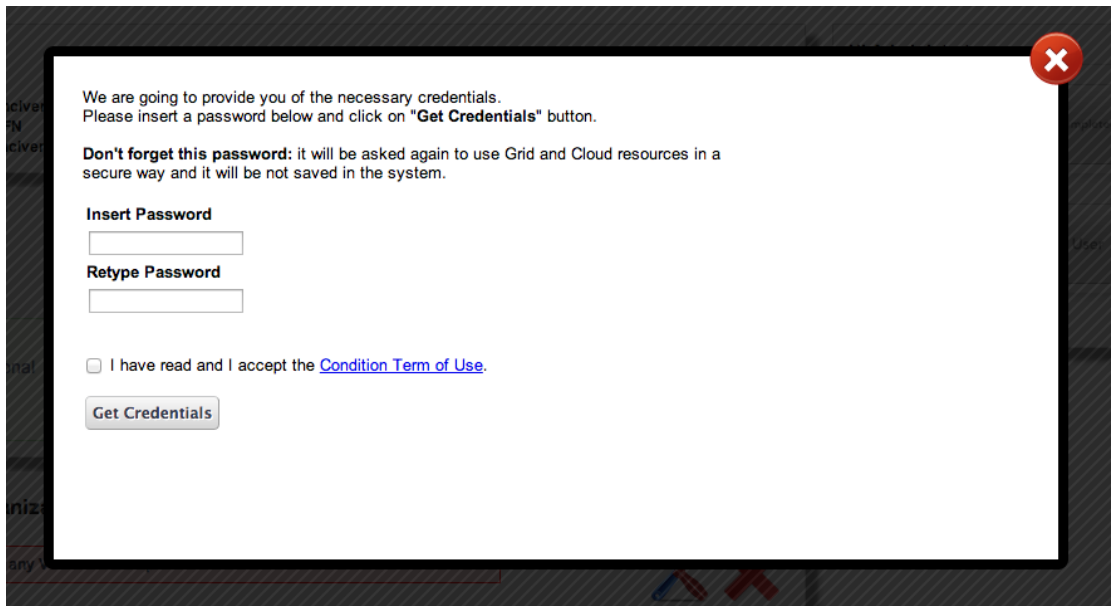 We are going to provide you of the necessary credentials.
Please insert a password below and click on "Get Credentials" button.
Don't forget this password: it will be asked again to use Grid and Cloud resources in a
secure way and it will be not saved in the system.
Insert Password
Retype Password
I have read and I accept the Condition Term of Use.
Get Credentials
FN
User
any